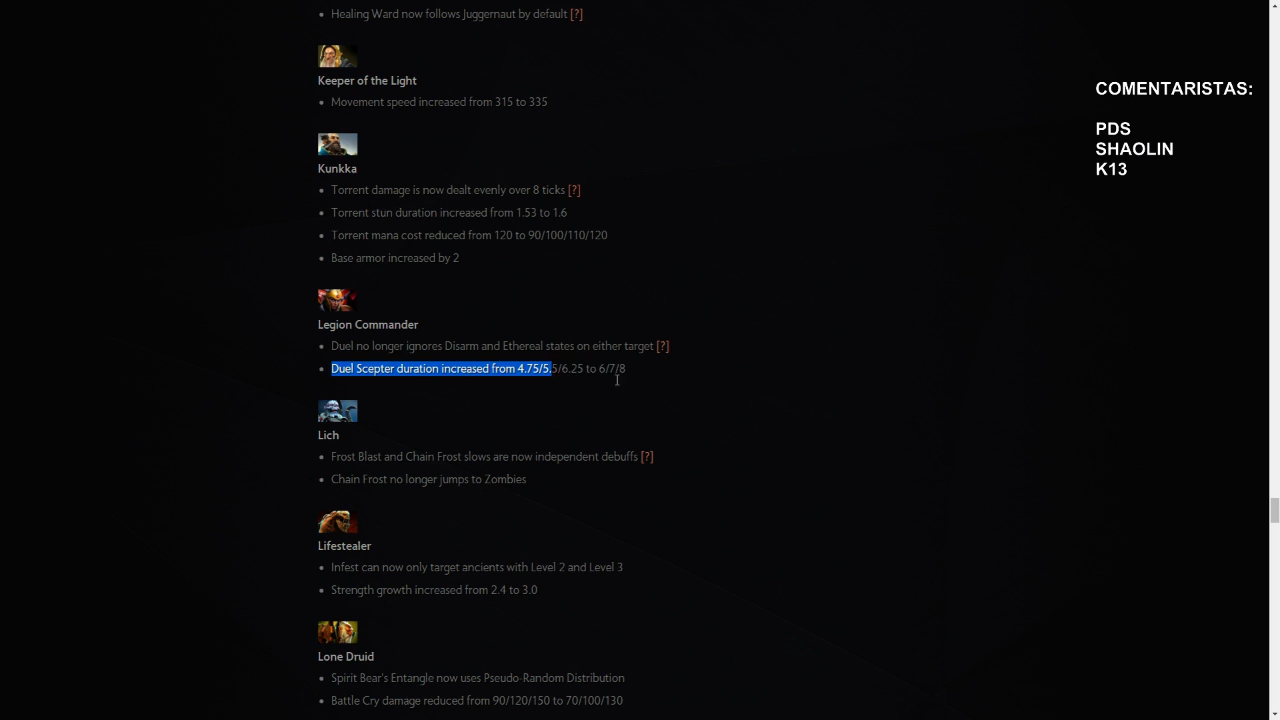 Healing Ward now follows Juggernaut by default [?]
Keeper of the Light
Movement speed increased from 315 to 335
Kunkka
Torrent damage is now dealt evenly over 8 ticks [?]
Torrent stun duration increased from 1.53 to 1.6
Torrent mana cost reduced from 120 to 90/100/110/120
Base armor increased by 2
Legion Commander
Duel no longer ignores Disarm and Ethereal states on either target [?]
Duel Scepter duration increased from 4.75/5.5/6.25 to 6/7/8
Lich
Frost Blast and Chain Frost slows are now independent debuffs [?]
Chain Frost no longer jumps to Zombies
Lifestealer
Infest can now only target ancients with Level 2 and Level 3
Strength growth increased from 2.4 to 3.0
Lone Druid
Spirit Bear's Entangle now uses Pseudo-Random Distribution
Battle Cry damage reduced from 90/120/150 to 70/100/130
COMENTARISTAS:
PDS
SHAOLIN
K13